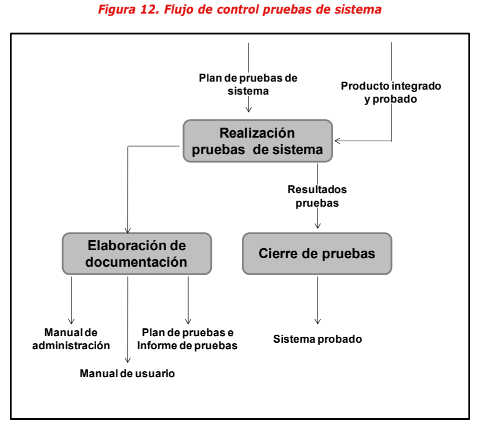 Figura 12. Flujo de control pruebas de sistema
Plan de pruebas de
sistema
Producto integrado
y probado
Realización
pruebas de sistema
Resultados
pruebas
Elaboración de
documentación
Cierre de pruebas
Manual de
administración
Plan de pruebas e
Informe de pruebas
Sistema probado
Manual de usuario